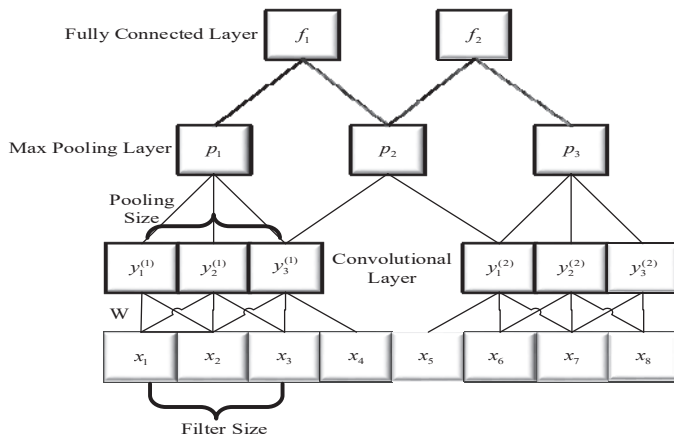 Fully Connected Layer f₁ f₂
Max Pooling Layer p₁ p₂ p₃
Pooling
Size
y₁⁽¹⁾ y₂⁽¹⁾ y₃⁽¹⁾ Convolutional
Layer y₁⁽²⁾ y₂⁽²⁾ y₃⁽²⁾
W
x₁ x₂ x₃ x₄ x₅ x₆ x₇ x₈
Filter Size